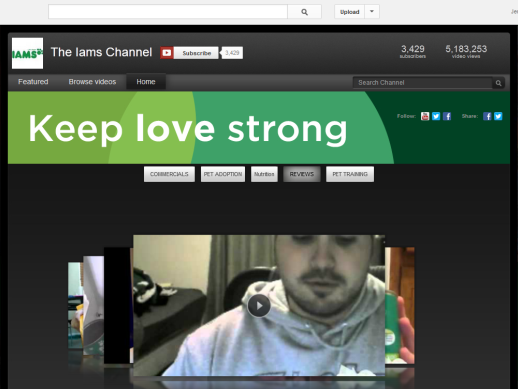 Upload
Je
IAMS
The Iams Channel
Subscribe
3,429
3,429
subscribers
5,183,253
video views
Featured
Browse videos
Home
Search Channel
Keep love strong
Follow:
Share:
COMMERCIALS
PET ADOPTION
Nutrition
REVIEWS
PET TRAINING